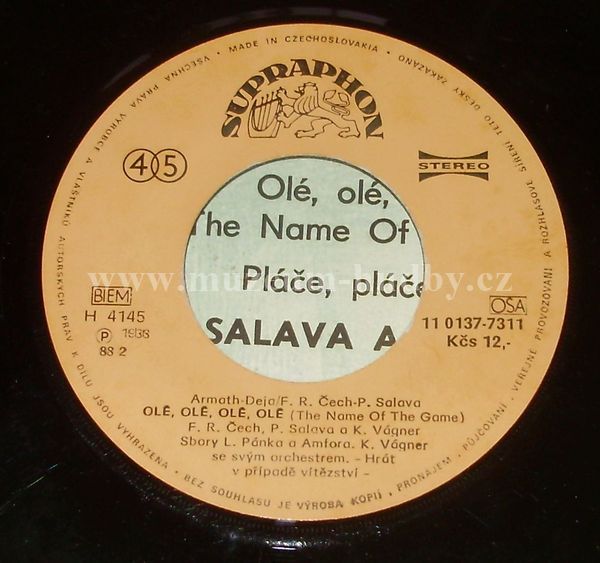 VŠECHNA PRÁVA VÝROBCE A VLASTNÍKŮ AUTORSKÝCH PRÁV K DÍLU JSOU VYHRAZENA • BEZ SOUHLASU JE VÝROBA KOPIÍ • PRONÁJEM • PŮJČOVÁNÍ • VEŘEJNÉ PROVOZOVÁNÍ A ROZHLASOVÉ ŠÍŘENÍ TÉTO DESKY ZAKÁZÁNO • MADE IN CZECHOSLOVAKIA •
SUPRAPHON
45
STEREO
Olé, olé,
The Name Of
Pláče, pláče
SALAVA A
www.muzeum-hudby.cz
BIEM
H 4145
Ⓟ 1988
88 2
OSA
11 0137-7311
Kčs 12,-
Armath-Deja/F. R. Čech-P. Salava
OLÉ, OLÉ, OLÉ, OLÉ (The Name Of The Game)
F. R. Čech, P. Salava a K. Vágner
Sbory L. Pánka a Amfora. K. Vágner
se svým orchestrem. - Hrát
v případě vítězství -